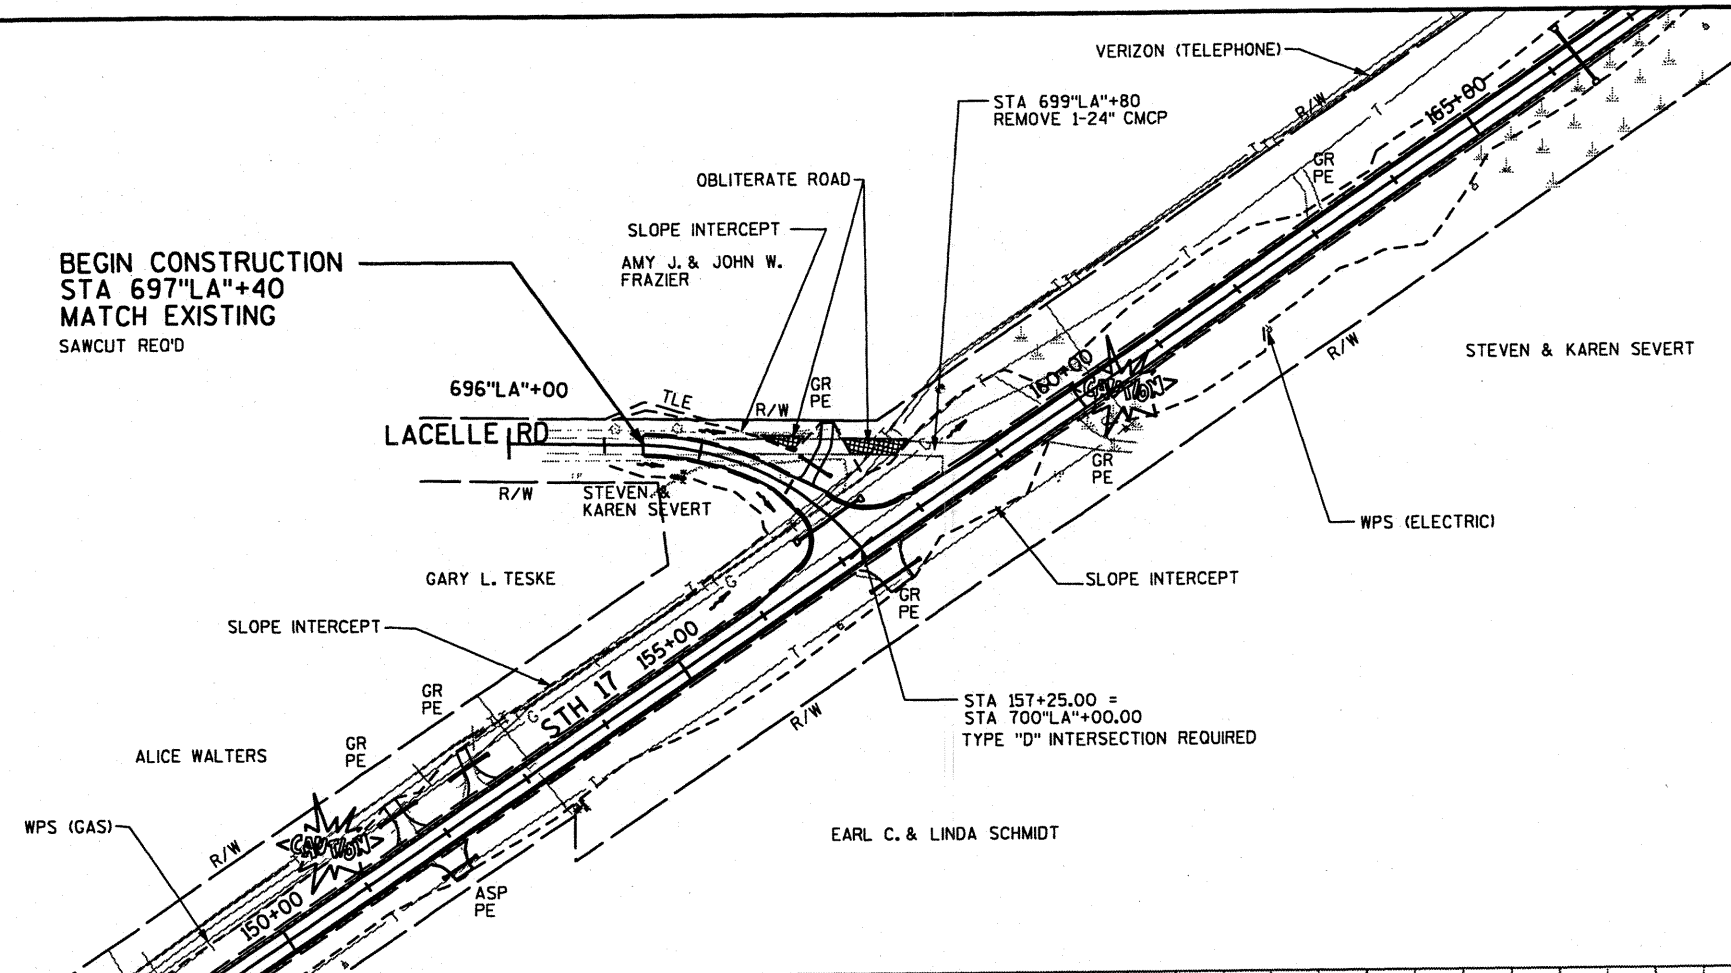 VERIZON (TELEPHONE)
STA 699"LA"+80
REMOVE 1-24" CMCP
R/W
165+00
GR
PE
OBLITERATE ROAD
SLOPE INTERCEPT
AMY J. & JOHN W.
FRAZIER
BEGIN CONSTRUCTION
STA 697"LA"+40
MATCH EXISTING
SAWCUT REQ'D
R/W
STEVEN & KAREN SEVERT
160+00
<CAUTION>
696"LA"+00
TLE
R/W
GR
PE
LACELLE RD
R/W
STEVEN &
KAREN SEVERT
GR
PE
WPS (ELECTRIC)
GARY L. TESKE
SLOPE INTERCEPT
GR
PE
SLOPE INTERCEPT
155+00
STH 17
GR
PE
R/W
STA 157+25.00 =
STA 700"LA"+00.00
TYPE "D" INTERSECTION REQUIRED
ALICE WALTERS
GR
PE
WPS (GAS)
R/W
<CAUTION>
EARL C. & LINDA SCHMIDT
150+00
ASP
PE